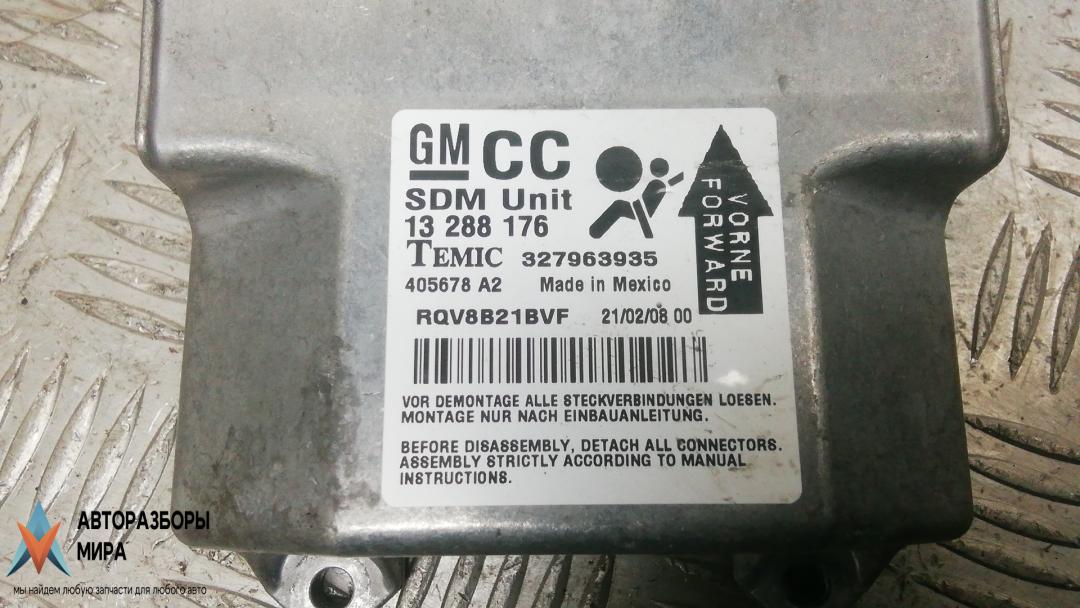 GM CC
SDM Unit
13 288 176
TEMIC 327963935
405678 A2 Made in Mexico
RQV8B21BVF 21/02/08 00
VORNE
FORWARD
VOR DEMONTAGE ALLE STECKVERBINDUNGEN LOESEN.
MONTAGE NUR NACH EINBAUANLEITUNG.
BEFORE DISASSEMBLY, DETACH ALL CONNECTORS.
ASSEMBLY STRICTLY ACCORDING TO MANUAL
INSTRUCTIONS.
АВТОРАЗБОРЫ
МИРА
мы найдем любую запчасти для любого авто